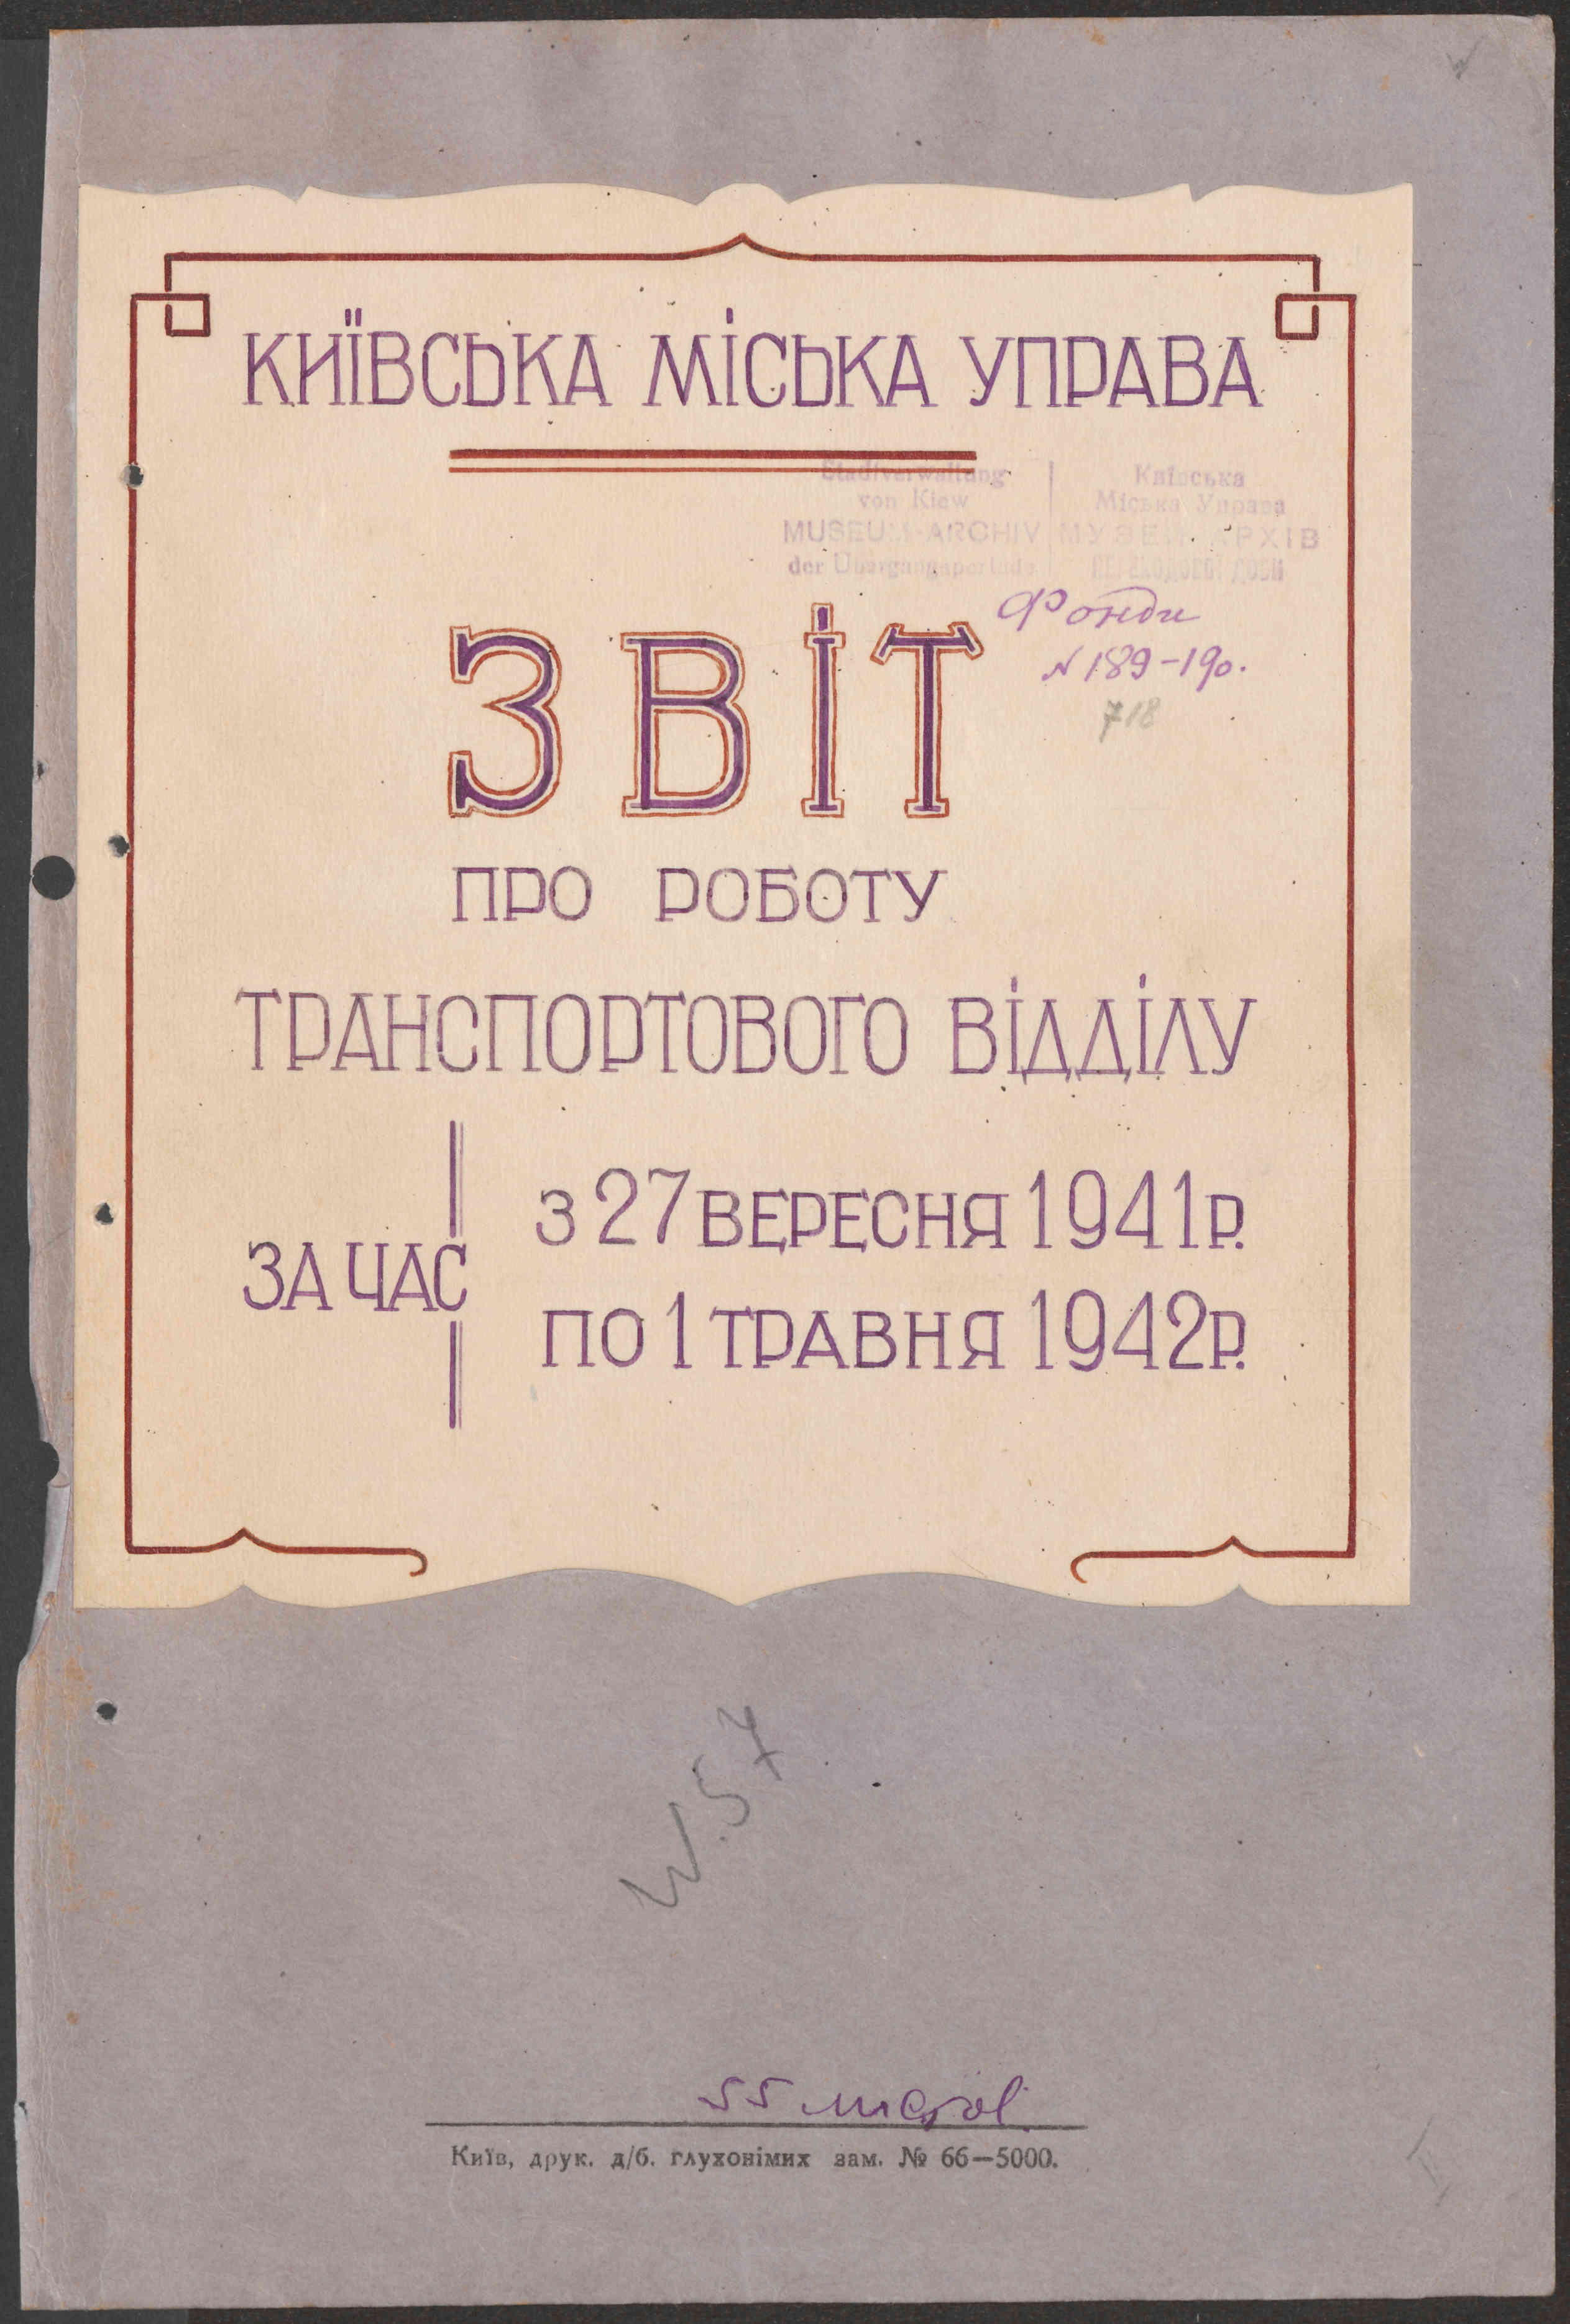 КИЇВСЬКА МІСЬКА УПРАВА
Stadtverwaltung
von Kiew
MUSEUM-ARCHIV
der Übergangsperiode
Київська
Міська Управа
МУЗЕЙ-АРХІВ
ПЕРЕХОДОВОЇ ДОБИ
Фонди
N 189-190.
718
ЗВІТ
ПРО РОБОТУ
ТРАНСПОРТОВОГО ВІДДІЛУ
ЗА ЧАС
З 27 ВЕРЕСНЯ 1941 Р.
ПО 1 ТРАВНЯ 1942 Р.
W.57
55 листов
Київ, друк. д/б. глухонімих зам. № 66—5000.